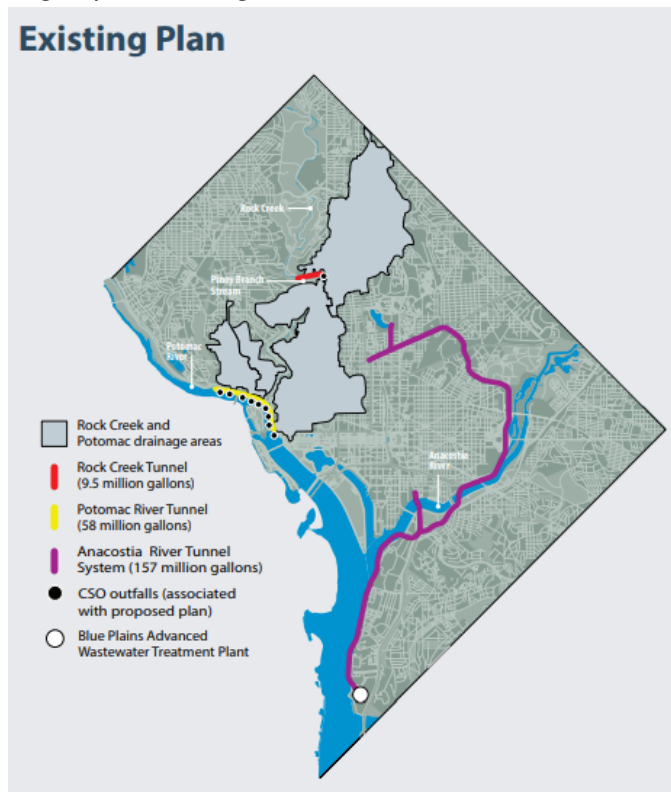 Existing Plan
Rock Creek
Piney Branch
Stream
Potomac
River
Anacostia
River
Rock Creek and
Potomac drainage areas
Rock Creek Tunnel
(9.5 million gallons)
Potomac River Tunnel
(58 million gallons)
Anacostia River Tunnel
System (157 million gallons)
CSO outfalls (associated
with proposed plan)
Blue Plains Advanced
Wastewater Treatment Plant